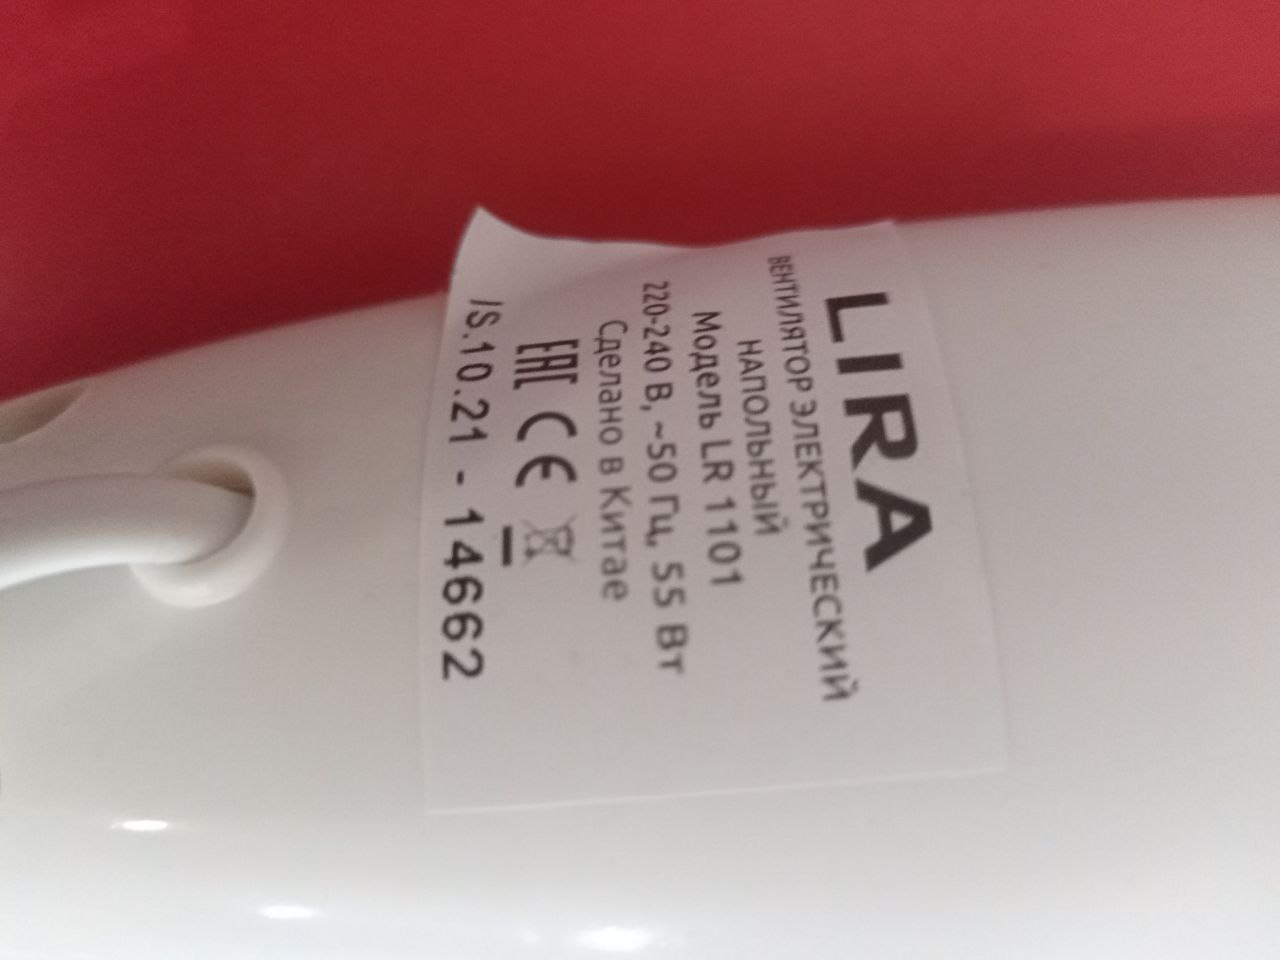 LIRA
ВЕНТИЛЯТОР ЭЛЕКТРИЧЕСКИЙ
НАПОЛЬНЫЙ
Модель LR 1101
220-240 В, ~50 Гц, 55 Вт
Сделано в Китае
EAC CE
/S.10.21 - 14662